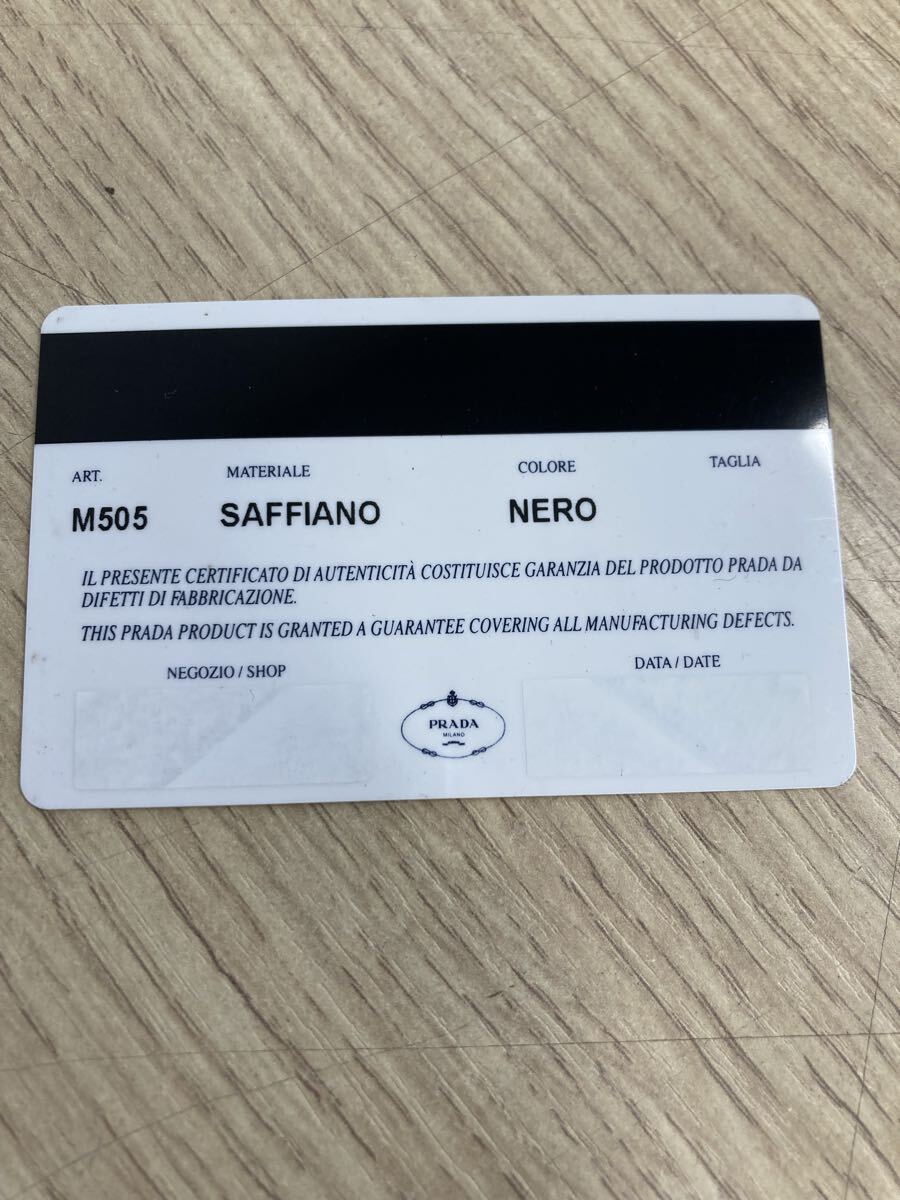 ART. MATERIALE COLORE TAGLIA
M505 SAFFIANO NERO
IL PRESENTE CERTIFICATO DI AUTENTICITÀ COSTITUISCE GARANZIA DEL PRODOTTO PRADA DA
DIFETTI DI FABBRICAZIONE.
THIS PRADA PRODUCT IS GRANTED A GUARANTEE COVERING ALL MANUFACTURING DEFECTS.
NEGOZIO / SHOP DATA / DATE
PRADA
MILANO